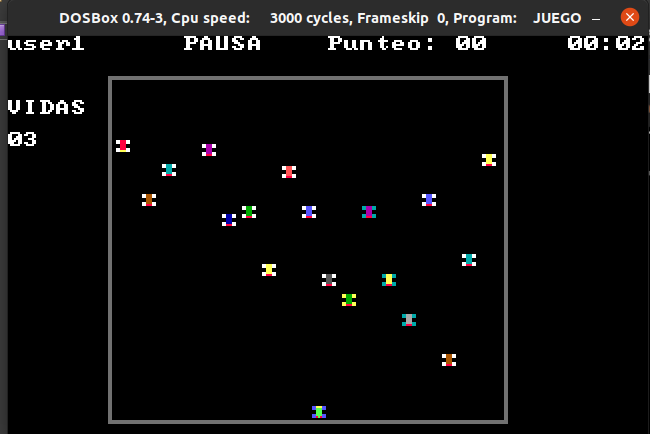 DOSBox 0.74-3, Cpu speed: 3000 cycles, Frameskip 0, Program: JUEGO
user1 PAUSA Punteo: 00 00:02
VIDAS
03